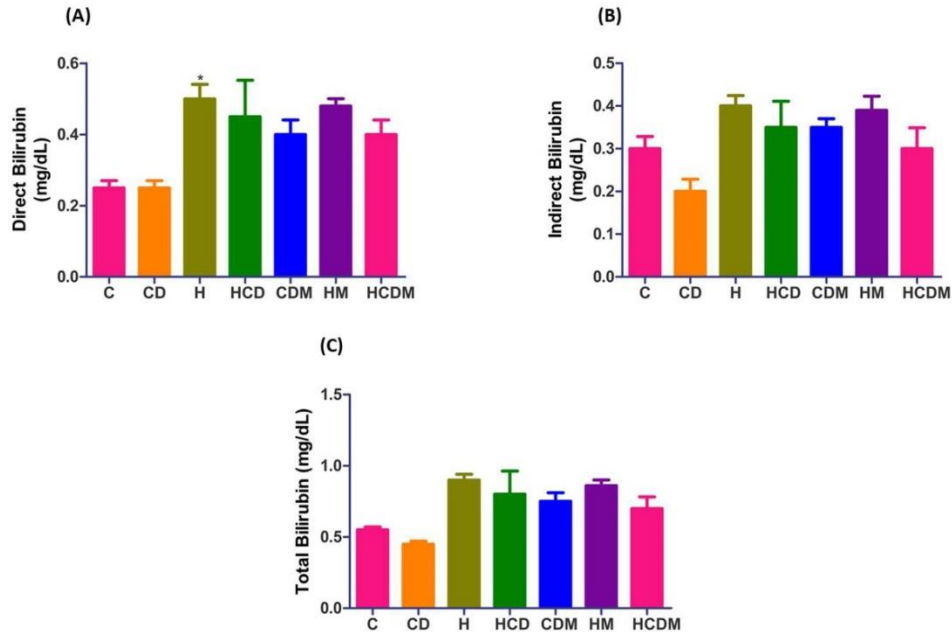 (A)
Direct Bilirubin
(mg/dL)
0.6
0.4
0.2
0.0
*
C CD H HCD CDM HM HCDM
(B)
Indirect Bilirubin
(mg/dL)
0.5
0.4
0.3
0.2
0.1
0.0
C CD H HCD CDM HM HCDM
(C)
Total Bilirubin (mg/dL)
1.5
1.0
0.5
0.0
C CD H HCD CDM HM HCDM